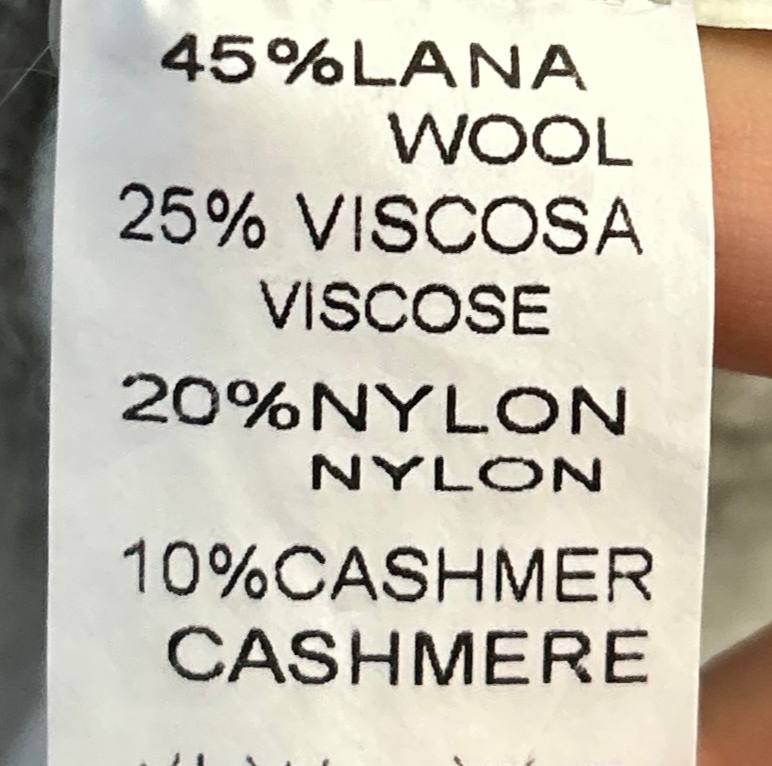 45%LANA
WOOL
25% VISCOSA
VISCOSE
20%NYLON
NYLON
10%CASHMER
CASHMERE